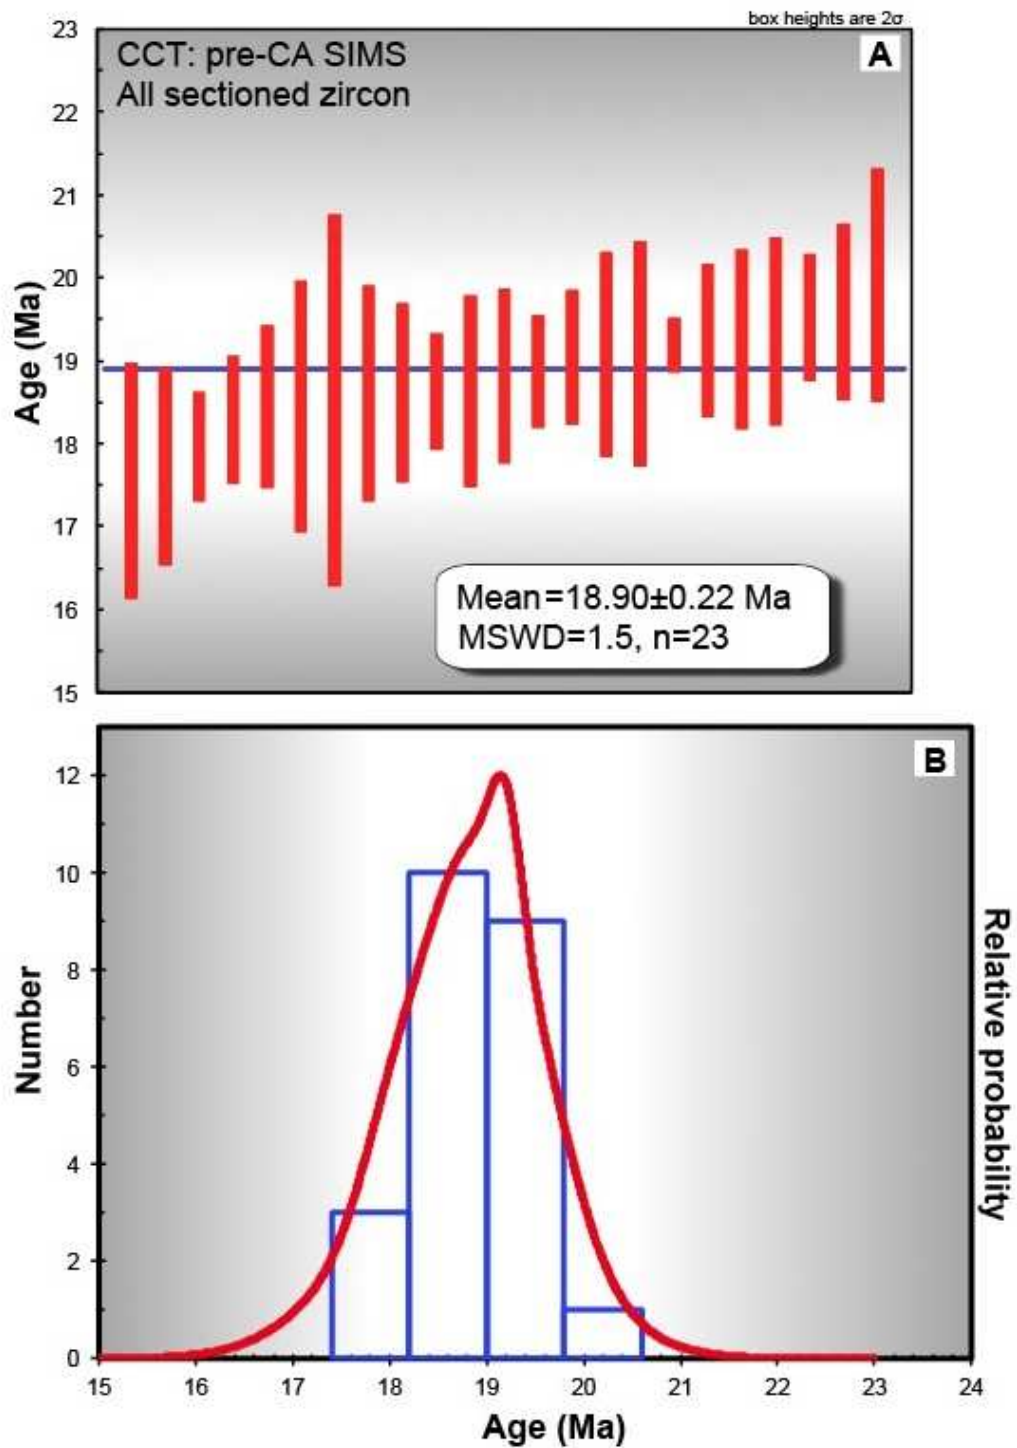 box heights are 2σ
23
CCT: pre-CA SIMS
A
All sectioned zircon
22
21
20
19
18
17
16
15
Age (Ma)
Mean=18.90±0.22 Ma
MSWD=1.5, n=23
B
12
10
8
6
4
2
0
Number
Relative probability
15 16 17 18 19 20 21 22 23 24
Age (Ma)